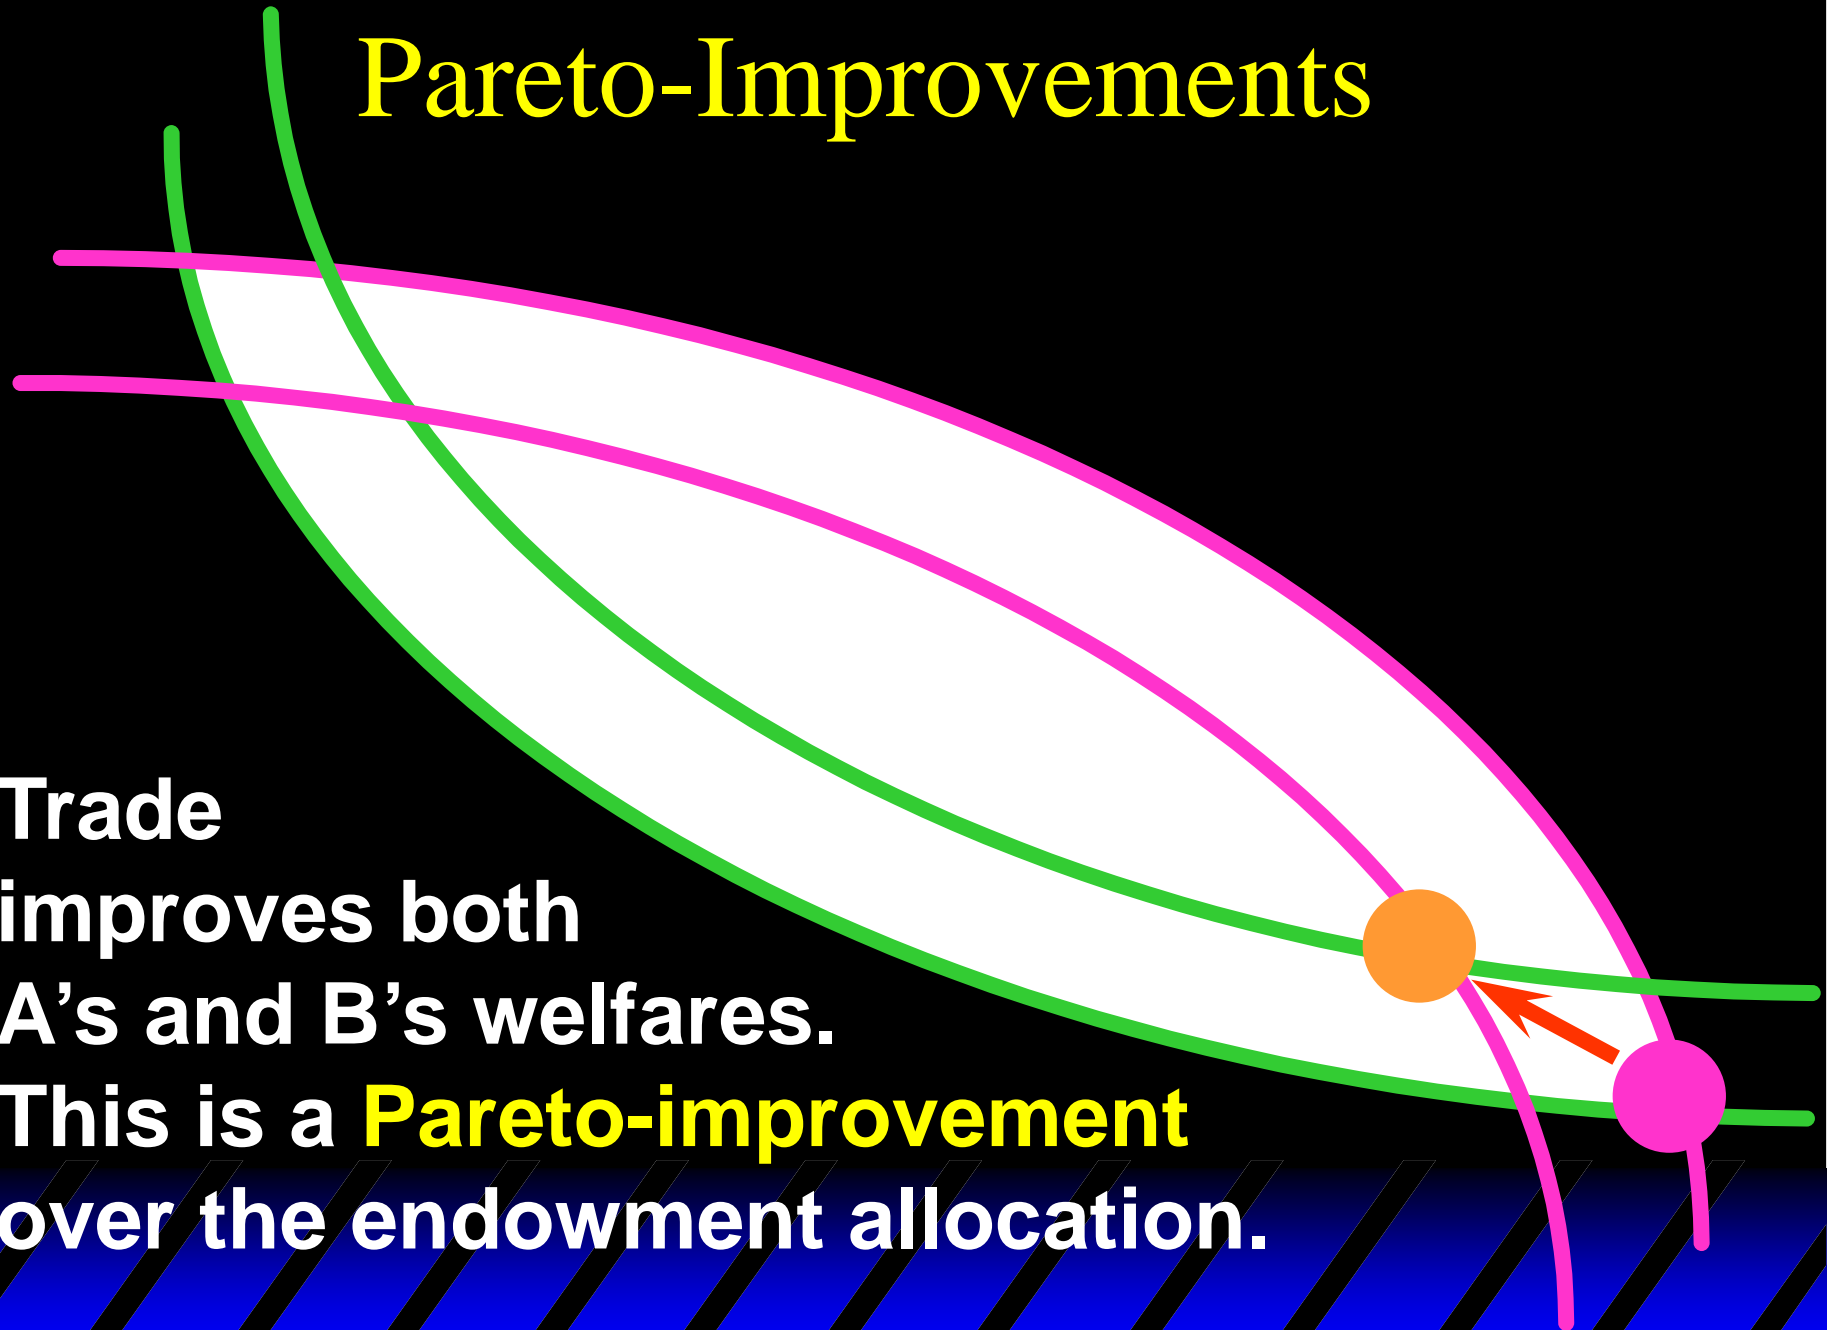 Pareto-Improvements
Trade
improves both
A’s and B’s welfares.
This is a Pareto-improvement
over the endowment allocation.